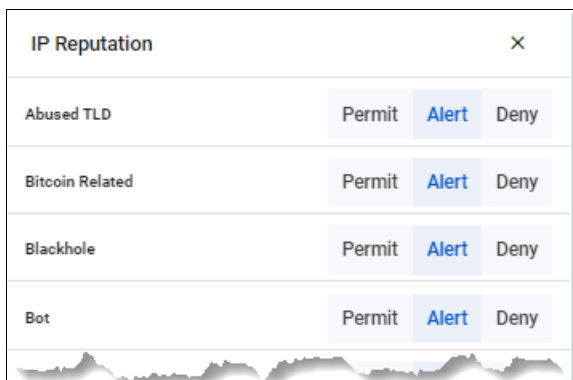 IP Reputation ×
Abused TLD Permit Alert Deny
Bitcoin Related Permit Alert Deny
Blackhole Permit Alert Deny
Bot Permit Alert Deny